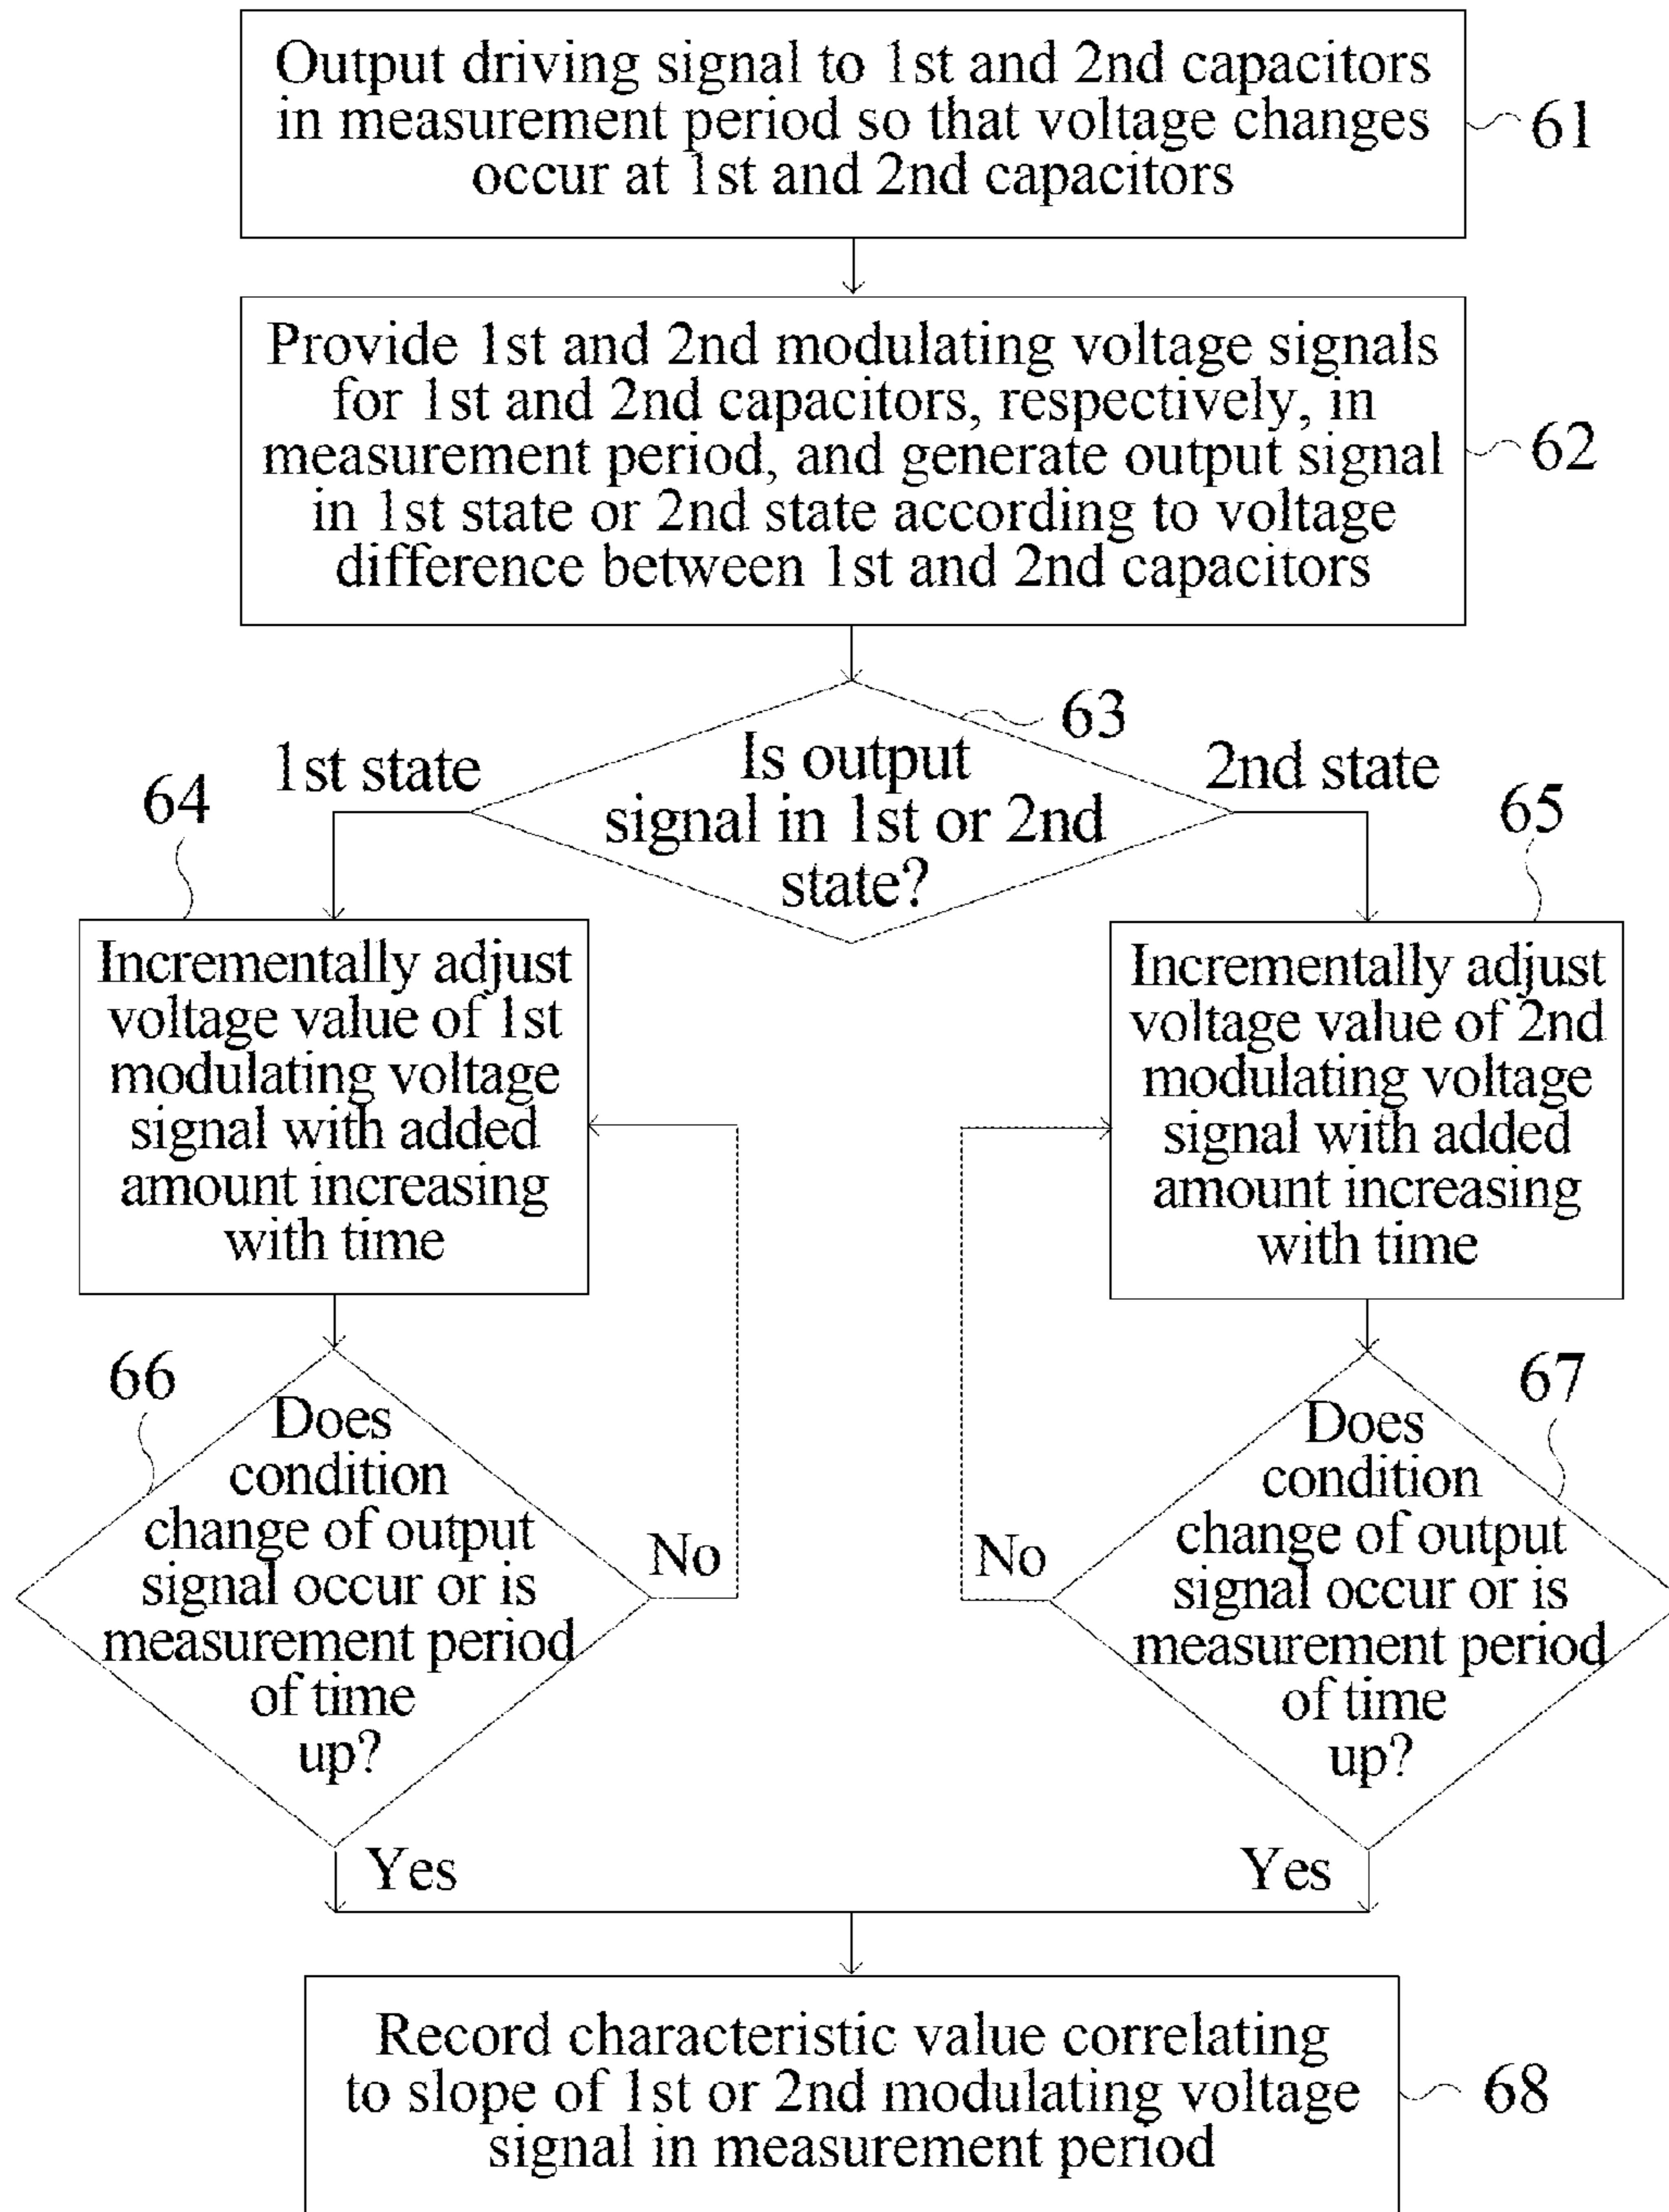 Output driving signal to 1st and 2nd capacitors
in measurement period so that voltage changes
occur at 1st and 2nd capacitors
61
Provide 1st and 2nd modulating voltage signals
for 1st and 2nd capacitors, respectively, in
measurement period, and generate output signal
in 1st state or 2nd state according to voltage
difference between 1st and 2nd capacitors
62
63
Is output
signal in 1st or 2nd
state?
1st state
2nd state
64
Incrementally adjust
voltage value of 1st
modulating voltage
signal with added
amount increasing
with time
65
Incrementally adjust
voltage value of 2nd
modulating voltage
signal with added
amount increasing
with time
66
Does
condition
change of output
signal occur or is
measurement period
of time
up?
No
Yes
67
Does
condition
change of output
signal occur or is
measurement period
of time
up?
No
Yes
Record characteristic value correlating
to slope of 1st or 2nd modulating voltage
signal in measurement period
68